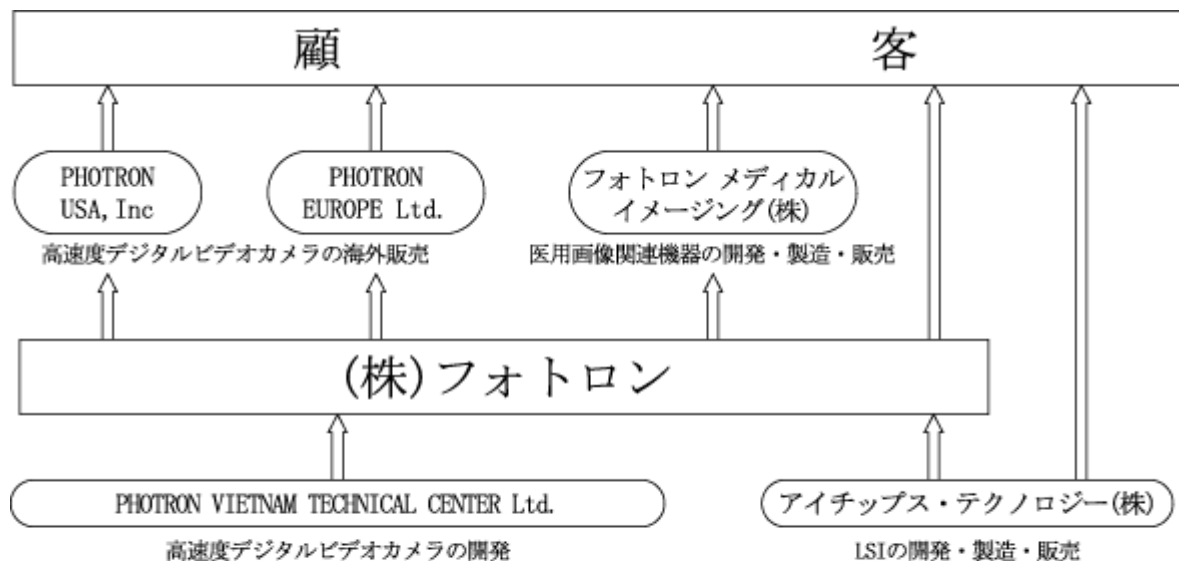 顧客
PHOTRON
USA,Inc
PHOTRON
EUROPE Ltd.
フォトロン メディカル
イメージング(株)
高速度デジタルビデオカメラの海外販売
医用画像関連機器の開発・製造・販売
(株)フォトロン
PHOTRON VIETNAM TECHNICAL CENTER Ltd.
アイチップス・テクノロジー(株)
高速度デジタルビデオカメラの開発
LSIの開発・製造・販売